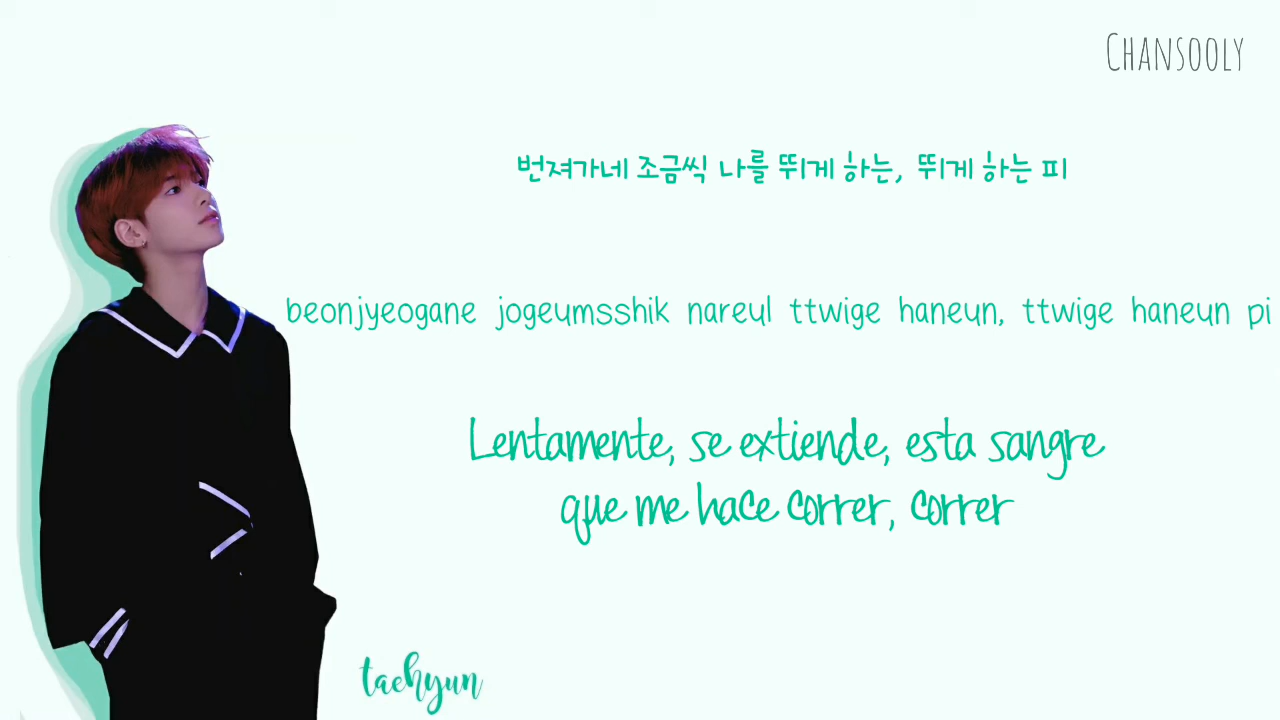 CHANSOOLY
번져가네 조금씩 나를 뛰게 하는, 뛰게 하는 피
beonjyeogane jogeumsshik nareul ttwige haneun, ttwige haneun pi
Lentamente, se extiende, esta sangre
que me hace correr, correr
taehyun